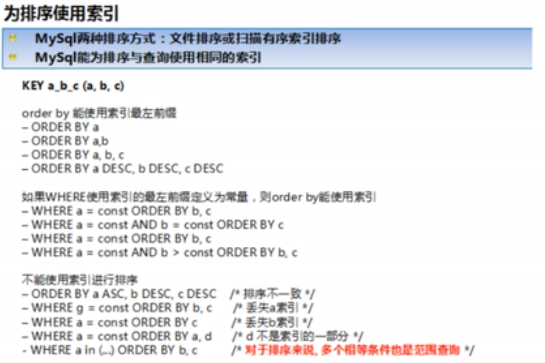 为排序使用索引
MySql两种排序方式：文件排序或扫描有序索引排序
MySql能为排序与查询使用相同的索引
KEY a_b_c (a, b, c)
order by 能使用索引最左前缀
– ORDER BY a
– ORDER BY a,b
– ORDER BY a, b, c
– ORDER BY a DESC, b DESC, c DESC
如果WHERE使用索引的最左前缀定义为常量，则order by能使用索引
– WHERE a = const ORDER BY b, c
– WHERE a = const AND b = const ORDER BY c
– WHERE a = const ORDER BY b, c
– WHERE a = const AND b > const ORDER BY b, c
不能使用索引进行排序
– ORDER BY a ASC, b DESC, c DESC /* 排序不一致 */
– WHERE g = const ORDER BY b, c /* 丢失a索引 */
– WHERE a = const ORDER BY c /* 丢失b索引 */
– WHERE a = const ORDER BY a, d /* d 不是索引的一部分 */
- WHERE a in (...) ORDER BY b, c /* 对于排序来说, 多个相等条件也是范围查询 */